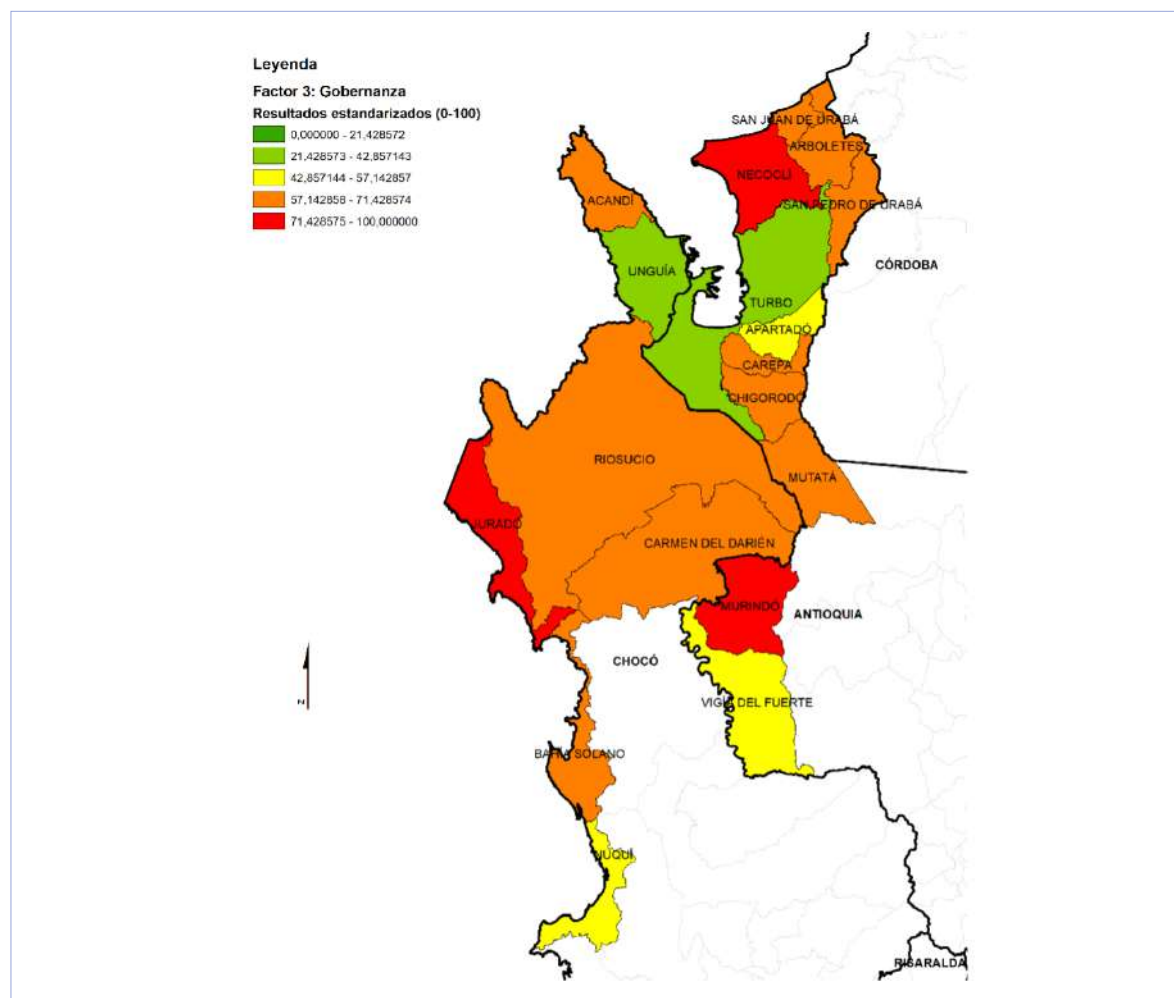 Leyenda
Factor 3: Gobernanza
Resultados estandarizados (0-100)
0,000000 - 21,428572
21,428573 - 42,857143
42,857144 - 57,142857
57,142858 - 71,428574
71,428575 - 100,000000
SAN JUAN DE URABÁ
ARBOLETES
NECOCLÍ
ACANDÍ
SAN PEDRO DE URABÁ
CÓRDOBA
UNGUÍA
TURBO
APARTADÓ
CAREPA
CHIGORODÓ
RIOSUCIO
MUTATÁ
JURADÓ
CARMEN DEL DARIÉN
MURINDÓ
ANTIOQUIA
CHOCÓ
N
VIGÍA DEL FUERTE
BAHÍA SOLANO
NUQUÍ
RISARALDA